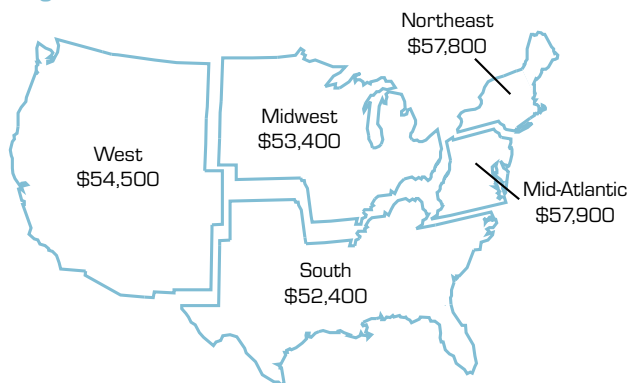 Northeast
$57,800
Midwest
$53,400
West
$54,500
Mid-Atlantic
$57,900
South
$52,400